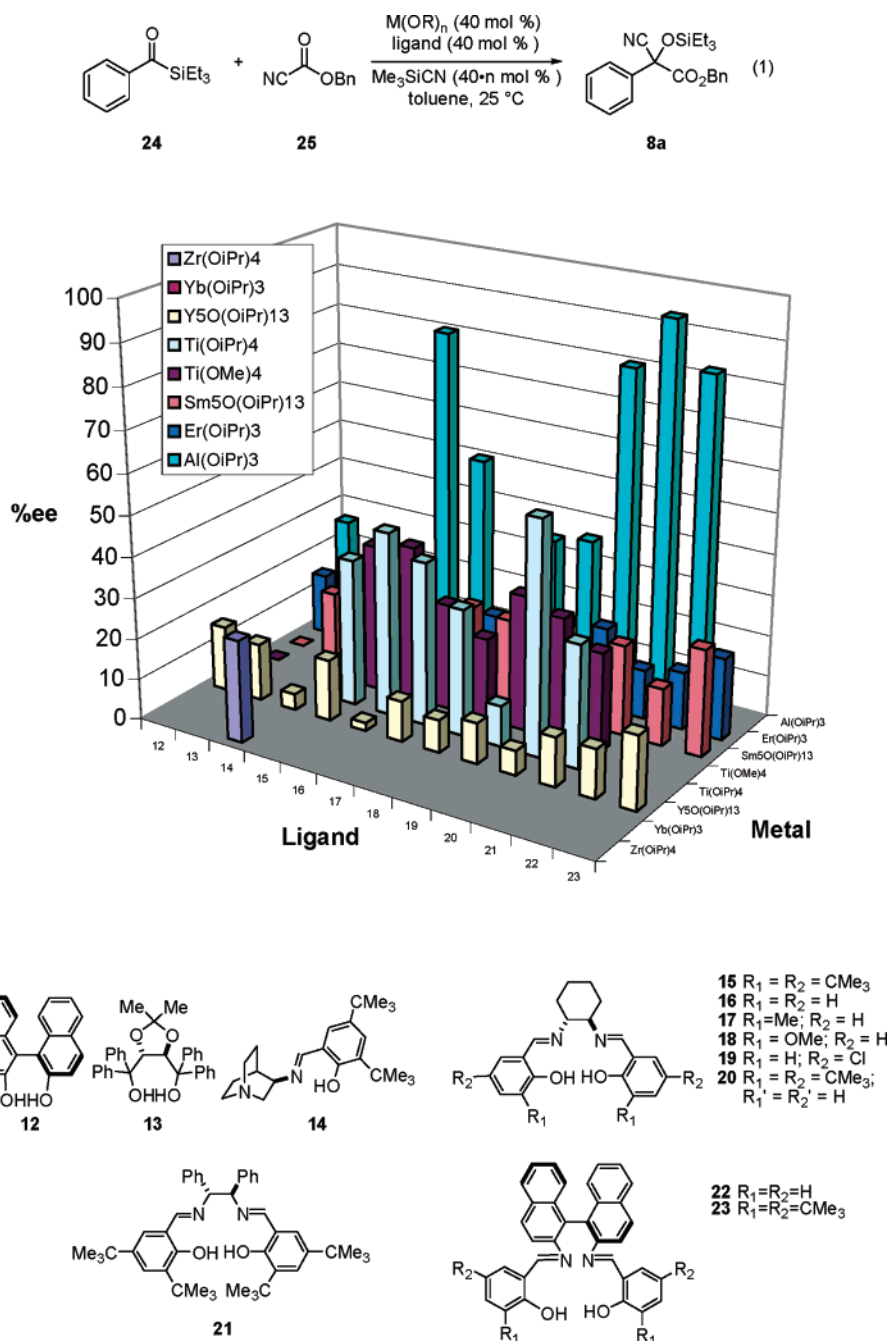 O
SiEt3
24
+
O
NC
OBn
25
M(OR)n (40 mol %)
ligand (40 mol % )
Me3SiCN (40•n mol % )
toluene, 25 °C
NC OSiEt3
CO2Bn
8a
(1)
Zr(OiPr)4
Yb(OiPr)3
Y5O(OiPr)13
Ti(OiPr)4
Ti(OMe)4
Sm5O(OiPr)13
Er(OiPr)3
Al(OiPr)3
100
90
80
70
60
50
40
30
20
10
0
%ee
12
13
14
15
16
17
18
19
20
21
22
23
Ligand
Al(OiPr)3
Er(OiPr)3
Sm5O(OiPr)13
Ti(OMe)4
Ti(OiPr)4
Y5O(OiPr)13
Yb(OiPr)3
Zr(OiPr)4
Metal
OHHO
12
Me Me
O O
Ph Ph
Ph Ph
OHHO
13
CMe3
N
N
HO
CMe3
14
N N
R2 OH HO R2
R1 R1
15 R1 = R2 = CMe3
16 R1 = R2 = H
17 R1=Me; R2 = H
18 R1 = OMe; R2 = H
19 R1 = H; R2 = Cl
20 R1 = R2 = CMe3;
R1' = R2' = H
Ph Ph
N N
Me3C OH HO CMe3
CMe3 Me3C
21
N N
R2 R2
OH HO
R1 R1
22 R1=R2=H
23 R1=R2=CMe3